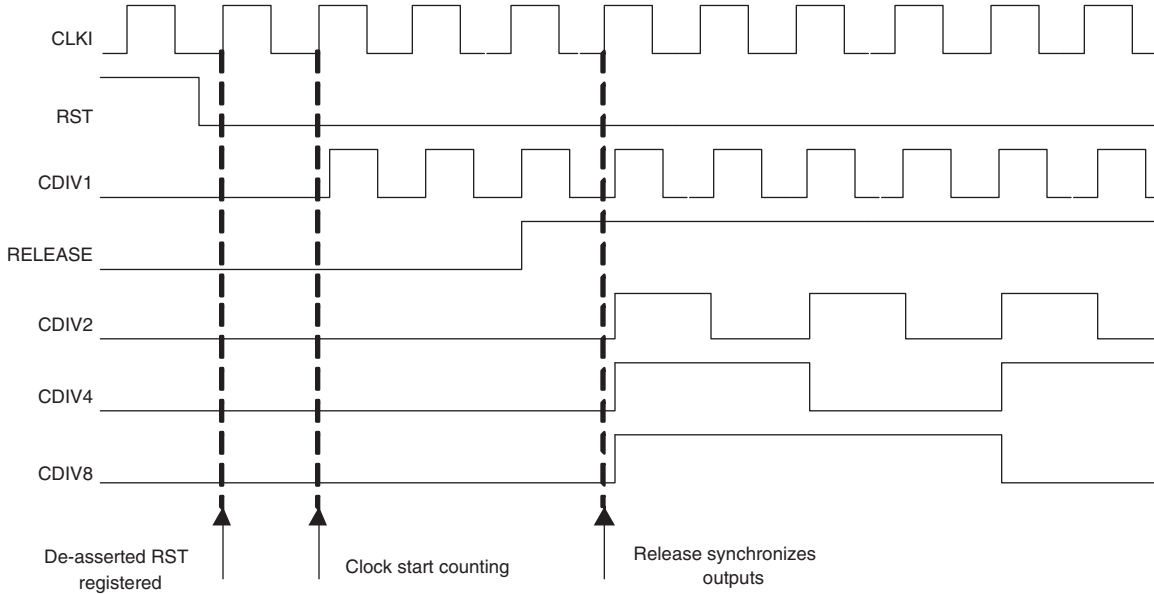 CLKI
RST
CDIV1
RELEASE
CDIV2
CDIV4
CDIV8
De-asserted RST
registered
Clock start counting
Release synchronizes
outputs